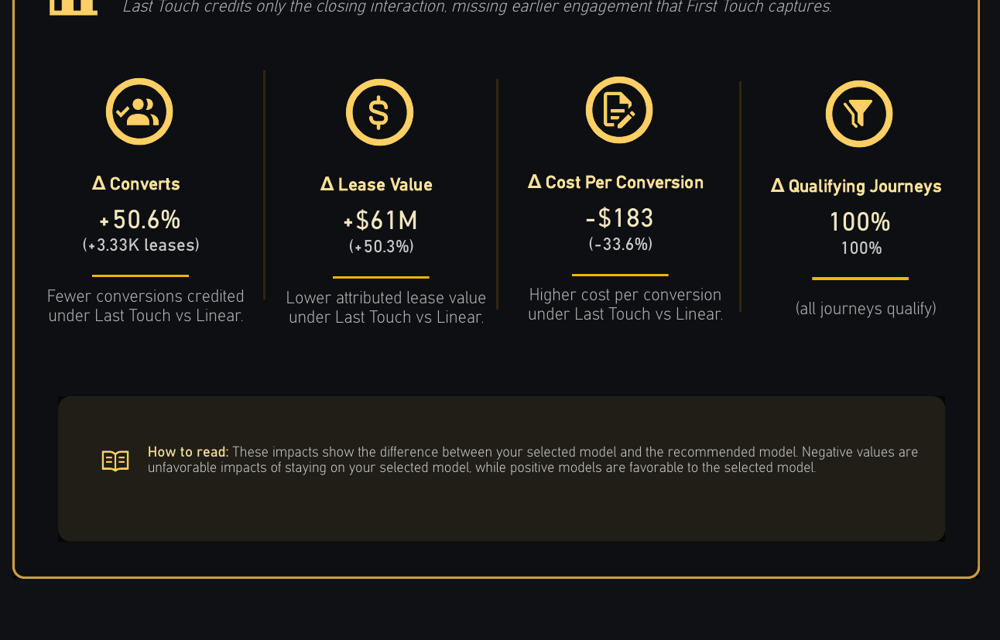 Last Touch credits only the closing interaction, missing earlier engagement that First Touch captures.
Δ Converts
+50.6%
(+3.33K leases)
Fewer conversions credited
under Last Touch vs Linear.
Δ Lease Value
+$61M
(+50.3%)
Lower attributed lease value
under Last Touch vs Linear.
Δ Cost Per Conversion
-$183
(-33.6%)
Higher cost per conversion
under Last Touch vs Linear.
Δ Qualifying Journeys
100%
100%
(all journeys qualify)
How to read: These impacts show the difference between your selected model and the recommended model. Negative values are
unfavorable impacts of staying on your selected model, while positive models are favorable to the selected model.